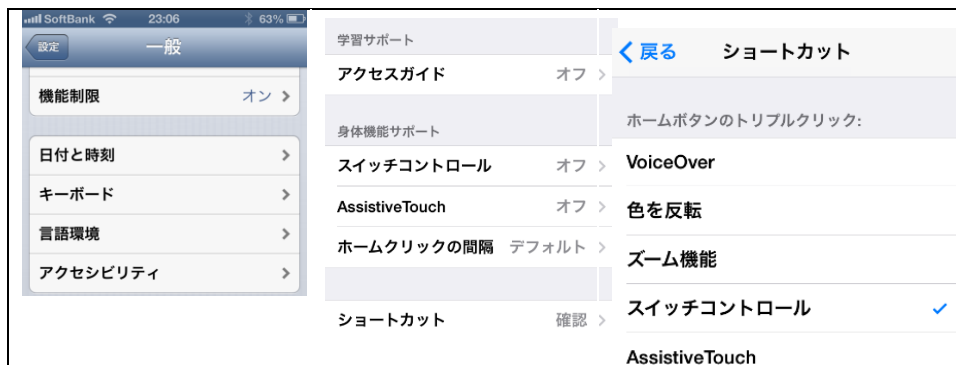 SoftBank 23:06 63%
設定 一般
機能制限 オン
日付と時刻
キーボード
言語環境
アクセシビリティ
学習サポート
アクセスガイド オフ
身体機能サポート
スイッチコントロール オフ
AssistiveTouch オフ
ホームクリックの間隔 デフォルト
ショートカット 確認
戻る ショートカット
ホームボタンのトリプルクリック:
VoiceOver
色を反転
ズーム機能
スイッチコントロール
AssistiveTouch